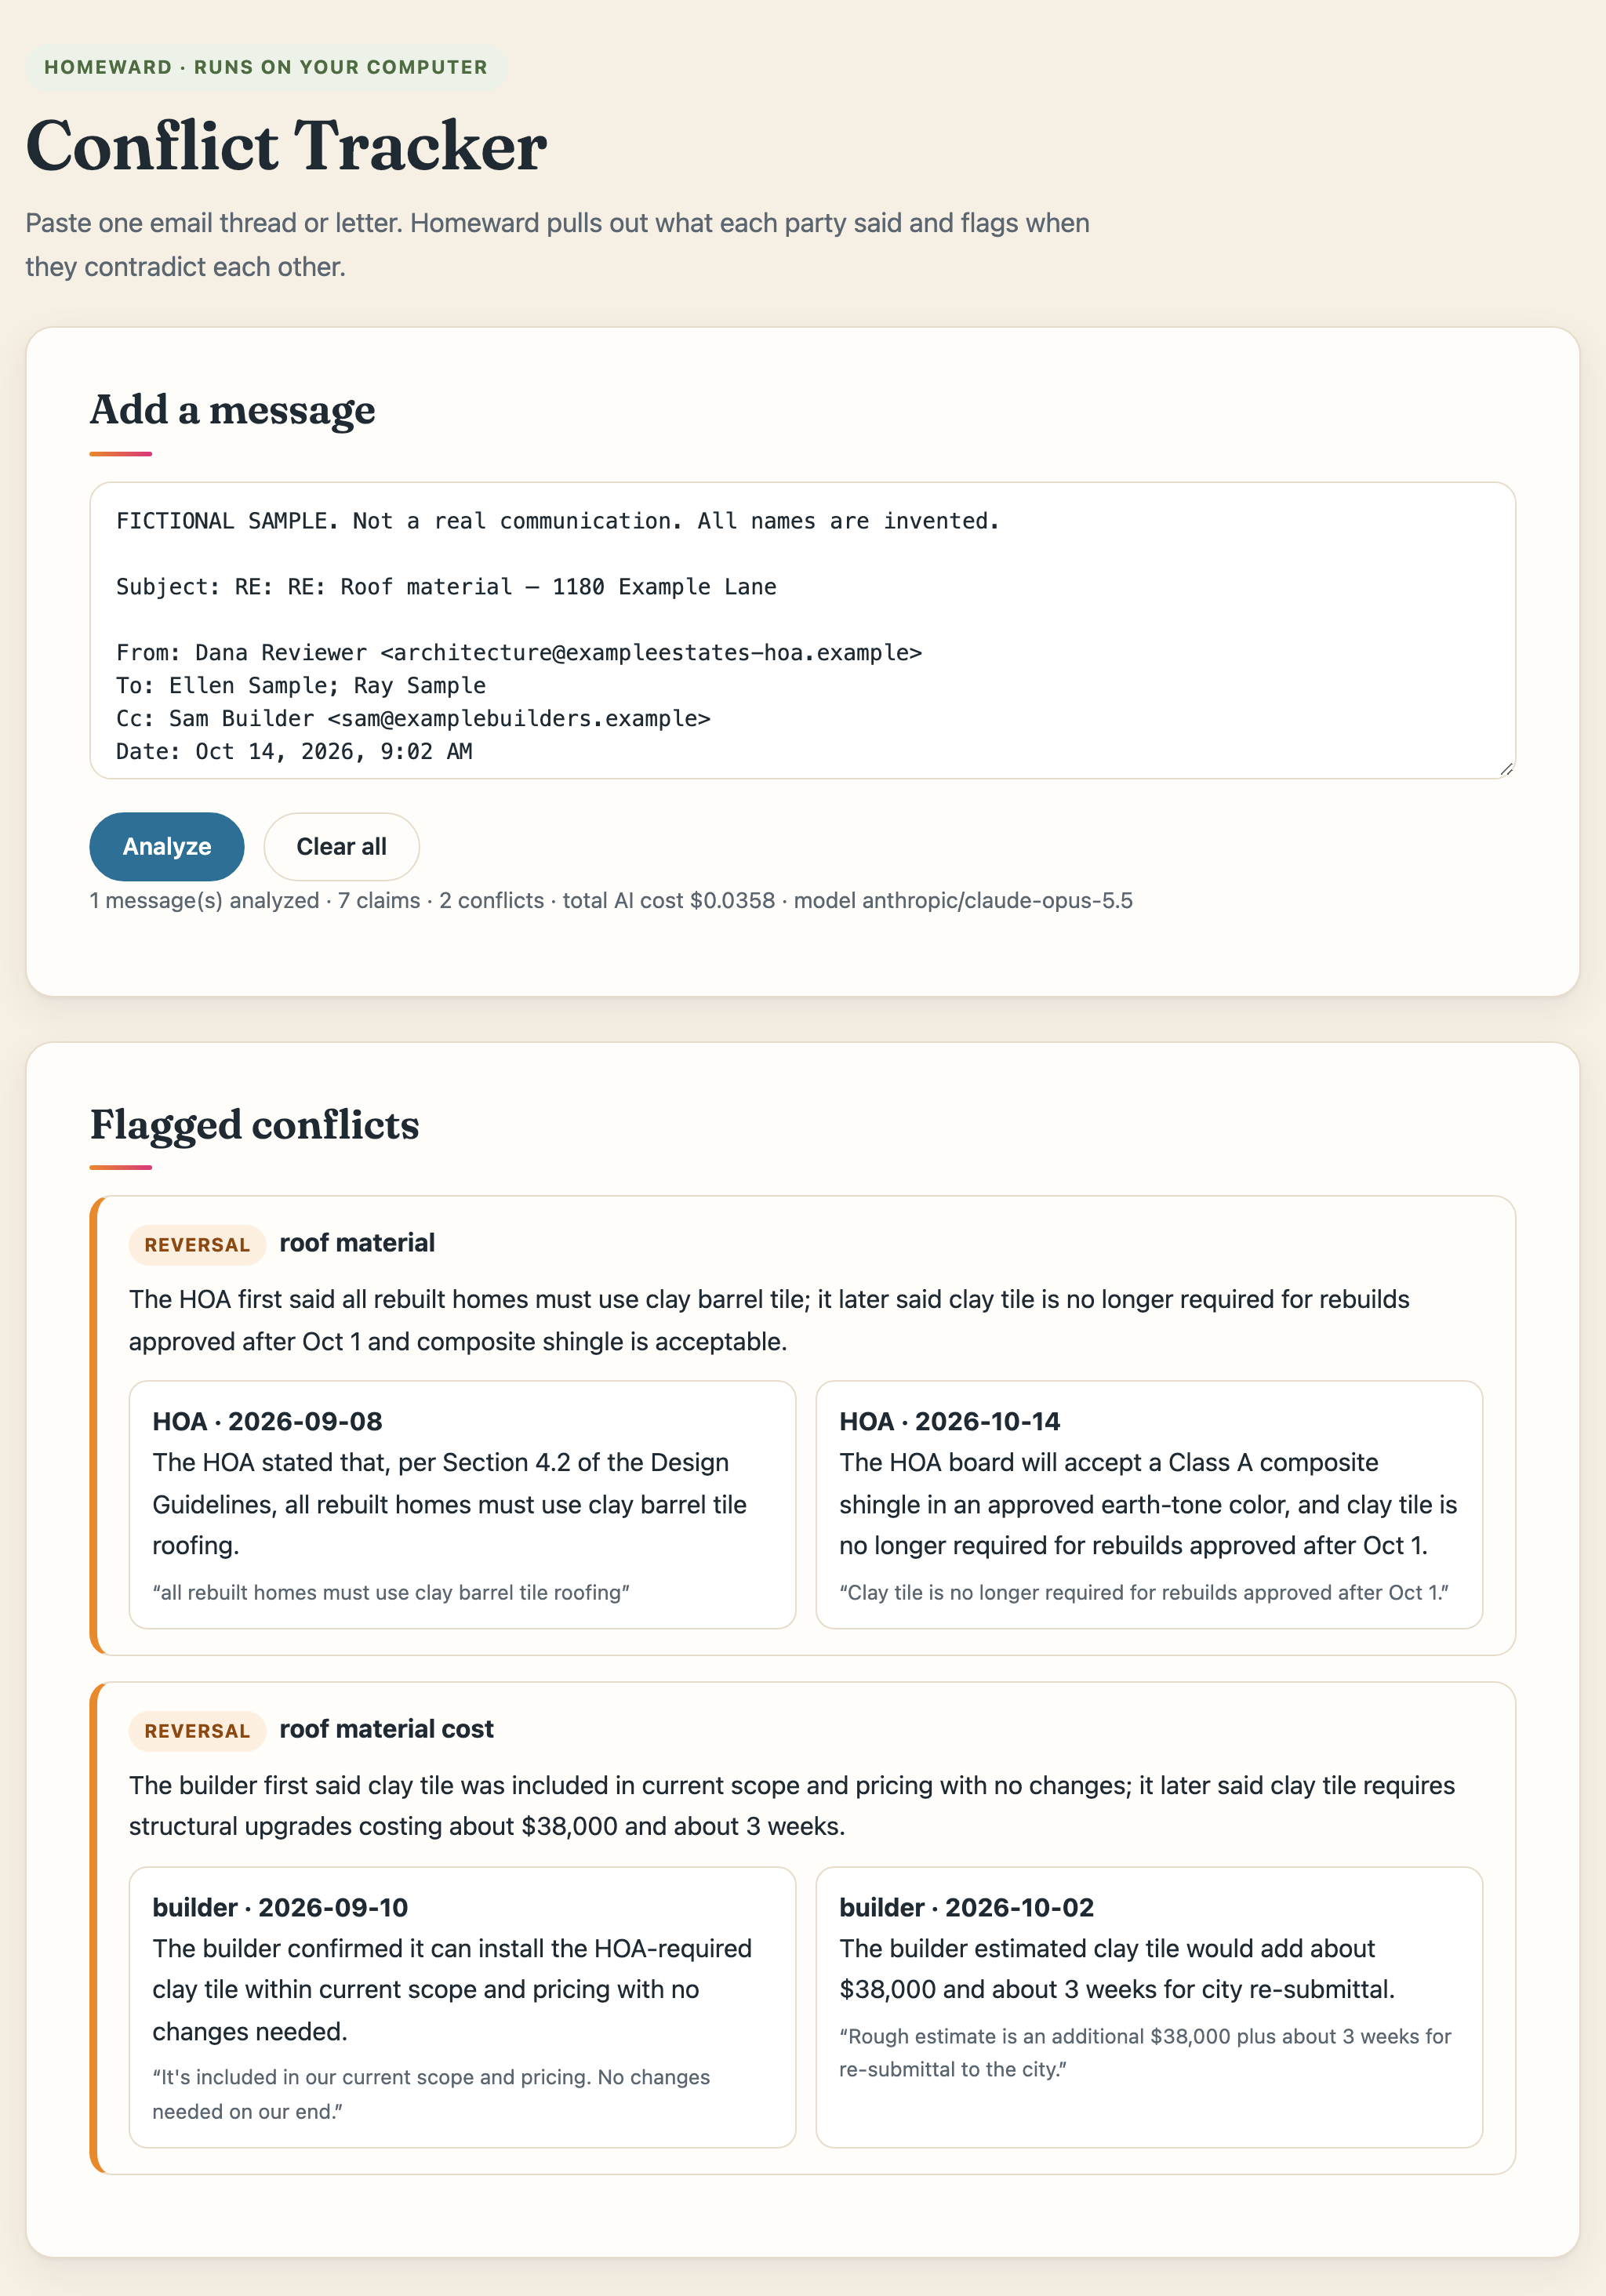 HOMEWARD · RUNS ON YOUR COMPUTER
Conflict Tracker
Paste one email thread or letter. Homeward pulls out what each party said and flags when
they contradict each other.
Add a message
FICTIONAL SAMPLE. Not a real communication. All names are invented.
Subject: RE: RE: Roof material — 1180 Example Lane
From: Dana Reviewer <architecture@exampleestates-hoa.example>
To: Ellen Sample; Ray Sample
Cc: Sam Builder <sam@examplebuilders.example>
Date: Oct 14, 2026, 9:02 AM
Analyze
Clear all
1 message(s) analyzed · 7 claims · 2 conflicts · total AI cost $0.0358 · model anthropic/claude-opus-5.5
Flagged conflicts
REVERSAL roof material
The HOA first said all rebuilt homes must use clay barrel tile; it later said clay tile is no longer required for rebuilds
approved after Oct 1 and composite shingle is acceptable.
HOA · 2026-09-08
The HOA stated that, per Section 4.2 of the Design
Guidelines, all rebuilt homes must use clay barrel tile
roofing.
“all rebuilt homes must use clay barrel tile roofing”
HOA · 2026-10-14
The HOA board will accept a Class A composite
shingle in an approved earth-tone color, and clay tile is
no longer required for rebuilds approved after Oct 1.
“Clay tile is no longer required for rebuilds approved after Oct 1.”
REVERSAL roof material cost
The builder first said clay tile was included in current scope and pricing with no changes; it later said clay tile requires
structural upgrades costing about $38,000 and about 3 weeks.
builder · 2026-09-10
The builder confirmed it can install the HOA-required
clay tile within current scope and pricing with no
changes needed.
“It's included in our current scope and pricing. No changes
needed on our end.”
builder · 2026-10-02
The builder estimated clay tile would add about
$38,000 and about 3 weeks for city re-submittal.
“Rough estimate is an additional $38,000 plus about 3 weeks for
re-submittal to the city.”